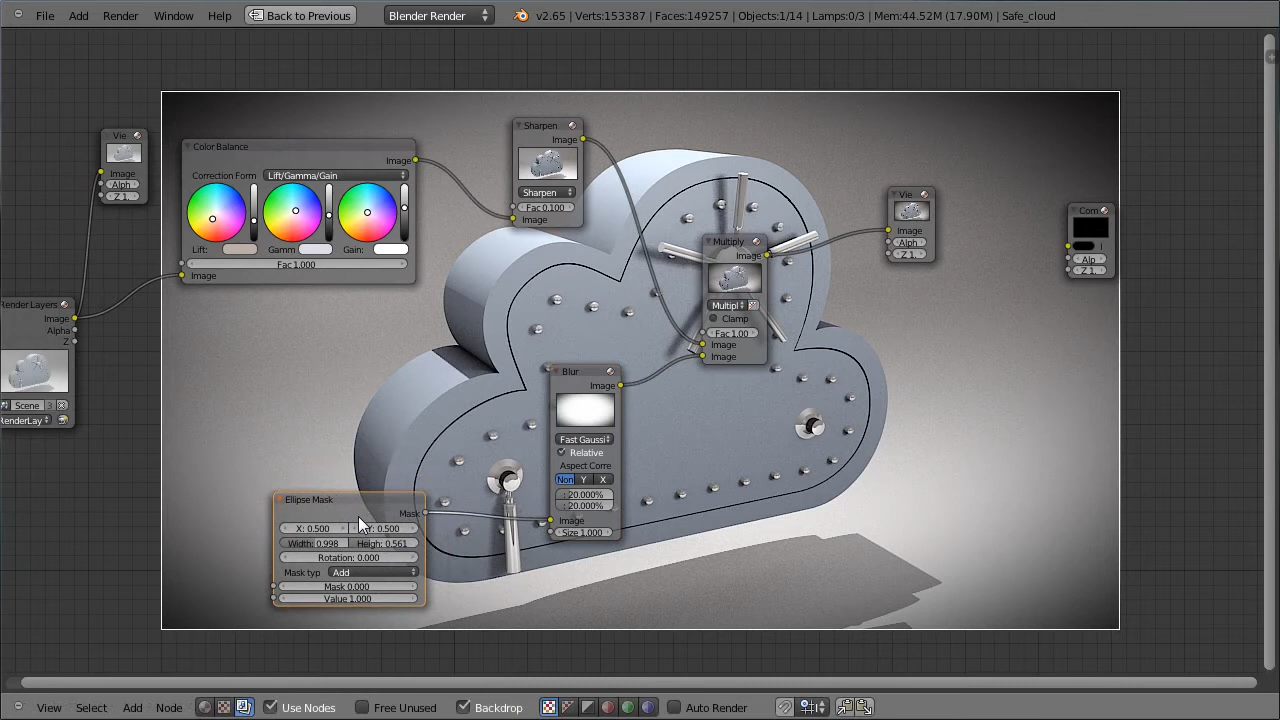 File Add Render Window Help Back to Previous Blender Render v2.65 | Verts:153387 | Faces:149257 | Objects:1/14 | Lamps:0/3 | Mem:44.52M (17.90M) | Safe_cloud
Vie
Image
Alph
Z 1.
Color Balance
Image
Correction Form Lift/Gamma/Gain
Lift: Gamm Gain:
Fac 1.000
Image
Sharpen
Image
Sharpen
Fac 0.100
Image
Render Layers
Image
Alpha
Z
Scene 3
RenderLay
Multiply
Image
Multipl
Clamp
Fac 1.00
Image
Image
Vie
Image
Alph
Z 1.
Com
Alp
Z 1.
Blur
Image
Fast Gaussi
Relative
Aspect Corre
Non Y X
: 20.000%
: 20.000%
Image
Size 1.000
Ellipse Mask
Mask
X: 0.500 Y: 0.500
Width: 0.998 Heigh: 0.561
Rotation: 0.000
Mask typ Add
Mask 0.000
Value 1.000
View Select Add Node Use Nodes Free Unused Backdrop Auto Render